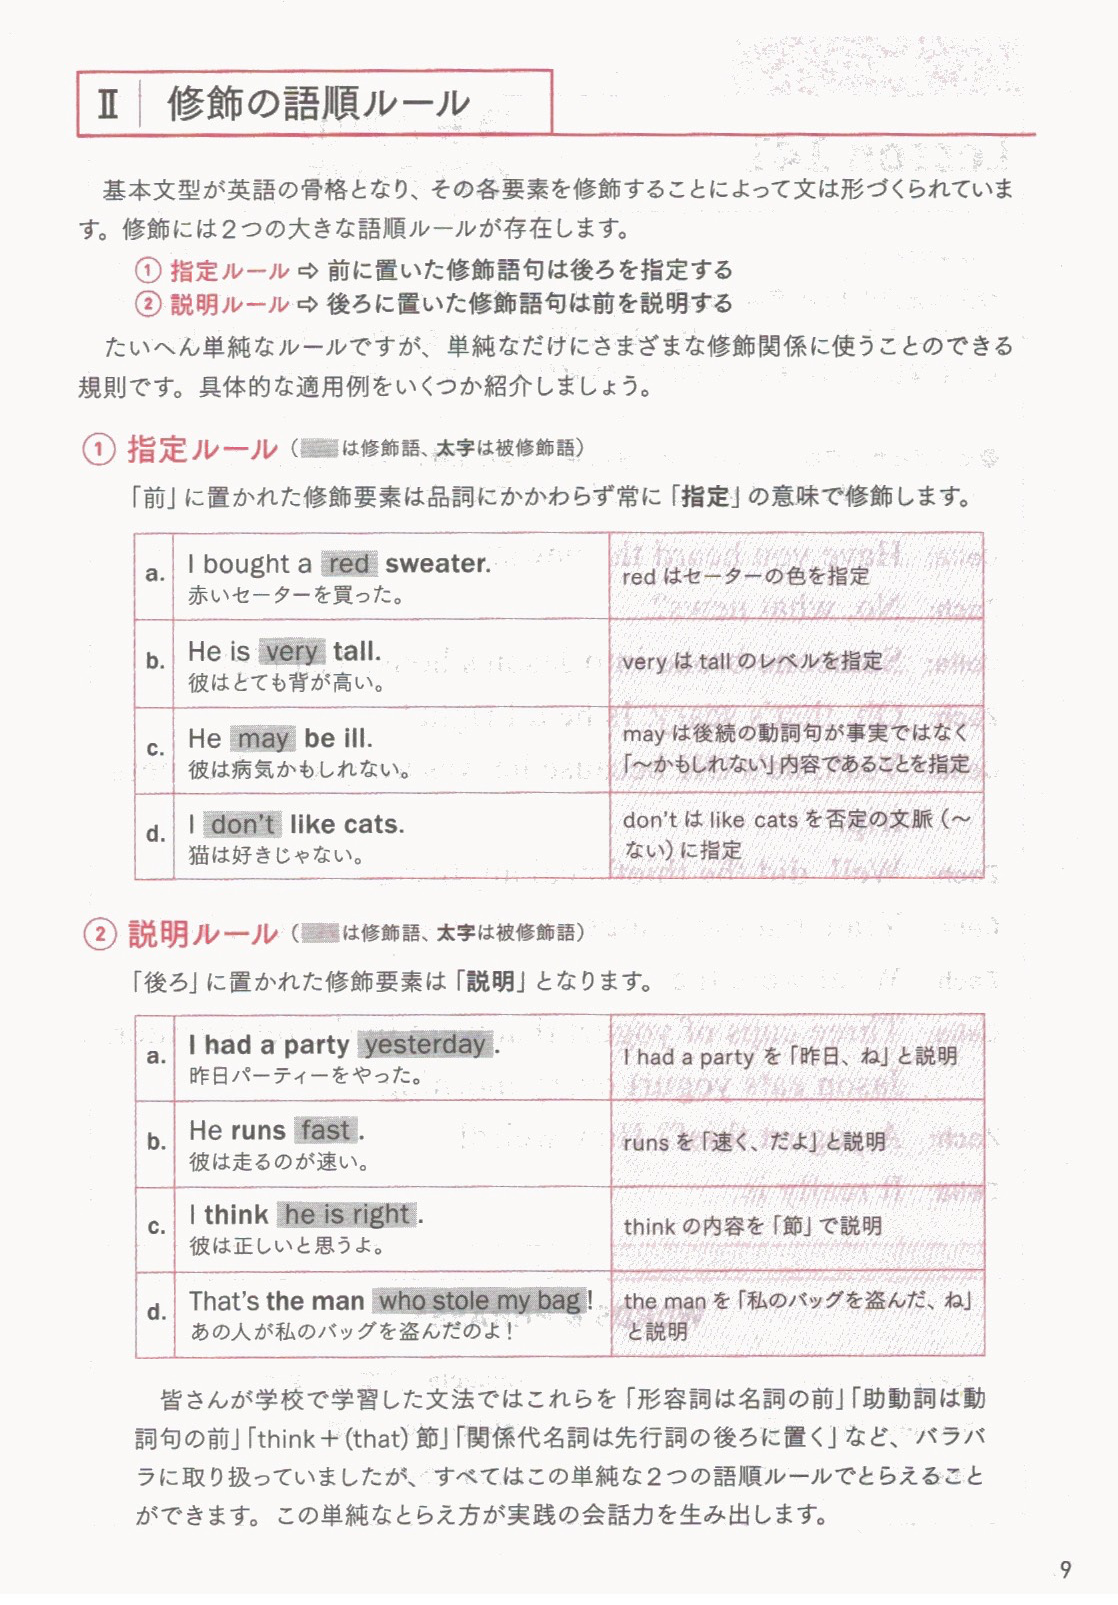 II 修飾の語順ルール
基本文型が英語の骨格となり、その各要素を修飾することによって文は形づくられていま
す。修飾には2つの大きな語順ルールが存在します。
① 指定ルール ⇨ 前に置いた修飾語句は後ろを指定する
② 説明ルール ⇨ 後ろに置いた修飾語句は前を説明する
たいへん単純なルールですが、単純なだけにさまざまな修飾関係に使うことのできる
規則です。具体的な適用例をいくつか紹介しましょう。
① 指定ルール（ は修飾語、太字は被修飾語）
「前」に置かれた修飾要素は品詞にかかわらず常に「指定」の意味で修飾します。
a. I bought a red sweater.
赤いセーターを買った。
red はセーターの色を指定
b. He is very tall.
彼はとても背が高い。
very は tall のレベルを指定
c. He may be ill.
彼は病気かもしれない。
may は後続の動詞句が事実ではなく
「〜かもしれない」内容であることを指定
d. I don't like cats.
猫は好きじゃない。
don't は like cats を否定の文脈（〜
ない）に指定
② 説明ルール（ は修飾語、太字は被修飾語）
「後ろ」に置かれた修飾要素は「説明」となります。
a. I had a party yesterday.
昨日パーティーをやった。
I had a party を「昨日、ね」と説明
b. He runs fast.
彼は走るのが速い。
runs を「速く、だよ」と説明
c. I think he is right.
彼は正しいと思うよ。
think の内容を「節」で説明
d. That's the man who stole my bag!
あの人が私のバッグを盗んだのよ！
the man を「私のバッグを盗んだ、ね」
と説明
皆さんが学校で学習した文法ではこれらを「形容詞は名詞の前」「助動詞は動
詞句の前」「think＋(that) 節」「関係代名詞は先行詞の後ろに置く」など、バラバ
ラに取り扱っていましたが、すべてはこの単純な2つの語順ルールでとらえること
ができます。この単純なとらえ方が実践の会話力を生み出します。
9